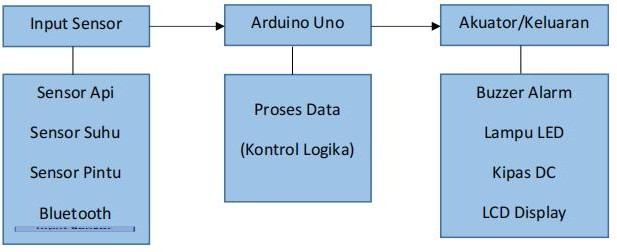 Input Sensor
Arduino Uno
Akuator/Keluaran
Sensor Api
Sensor Suhu
Sensor Pintu
Bluetooth
Proses Data
(Kontrol Logika)
Buzzer Alarm
Lampu LED
Kipas DC
LCD Display